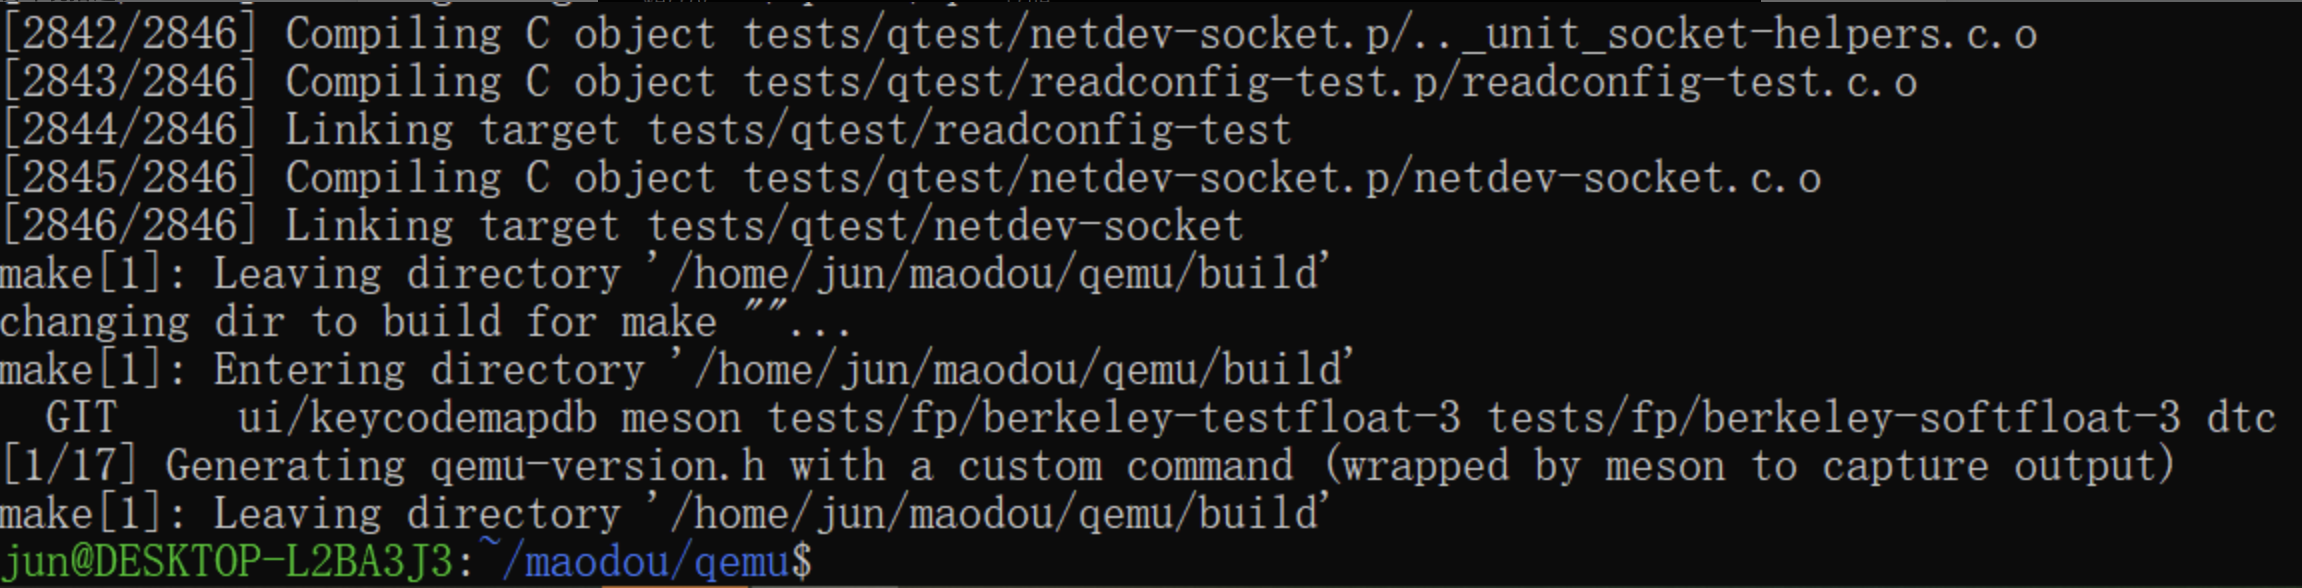 [2842/2846] Compiling C object tests/qtest/netdev-socket.p/.._unit_socket-helpers.c.o
[2843/2846] Compiling C object tests/qtest/readconfig-test.p/readconfig-test.c.o
[2844/2846] Linking target tests/qtest/readconfig-test
[2845/2846] Compiling C object tests/qtest/netdev-socket.p/netdev-socket.c.o
[2846/2846] Linking target tests/qtest/netdev-socket
make[1]: Leaving directory '/home/jun/maodou/qemu/build'
changing dir to build for make ""...
make[1]: Entering directory '/home/jun/maodou/qemu/build'
  GIT     ui/keycodemapdb meson tests/fp/berkeley-testfloat-3 tests/fp/berkeley-softfloat-3 dtc
[1/17] Generating qemu-version.h with a custom command (wrapped by meson to capture output)
make[1]: Leaving directory '/home/jun/maodou/qemu/build'
jun@DESKTOP-L2BA3J3:~/maodou/qemu$